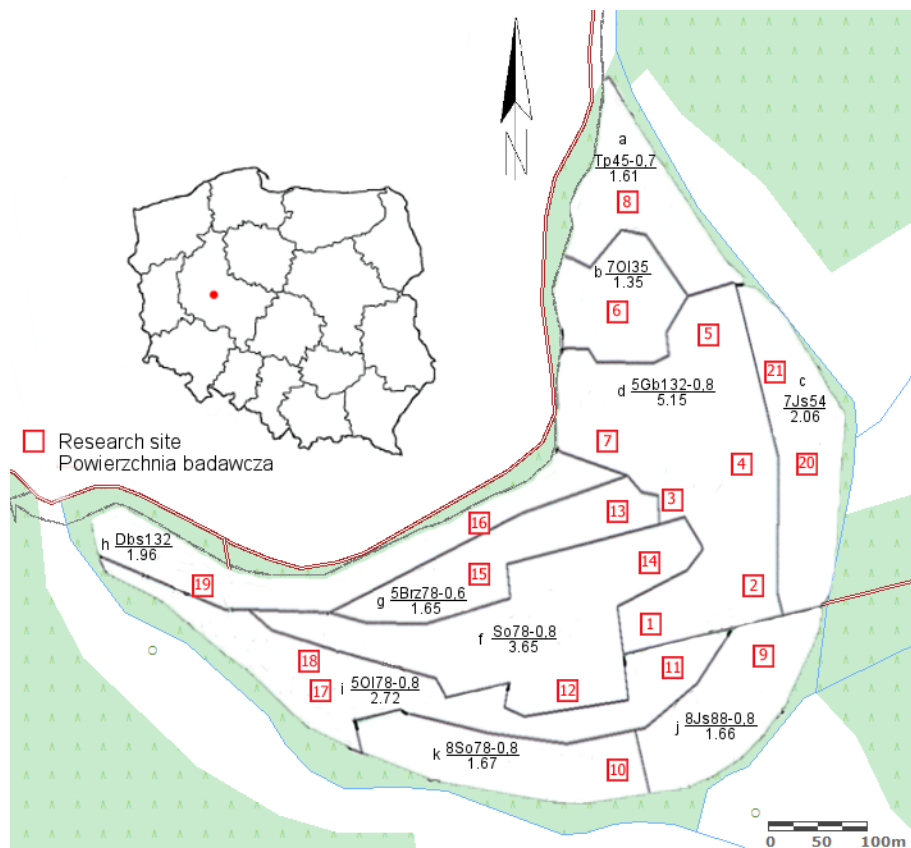 N
a
Tp45-0,7
1.61
8
b 7Ol35
1.35
6
5
21
c
7Js54
2.06
d 5Gb132-0,8
5.15
Research site
Powierzchnia badawcza
7
4
20
3
16
13
h Dbs132
1.96
14
15
19
2
g 5Brz78-0,6
1.65
1
f So78-0,8
3.65
18
11
9
17
i 5Ol78-0,8
2.72
12
j 8Js88-0,8
1.66
k 8So78-0,8
1.67
10
0 50 100m